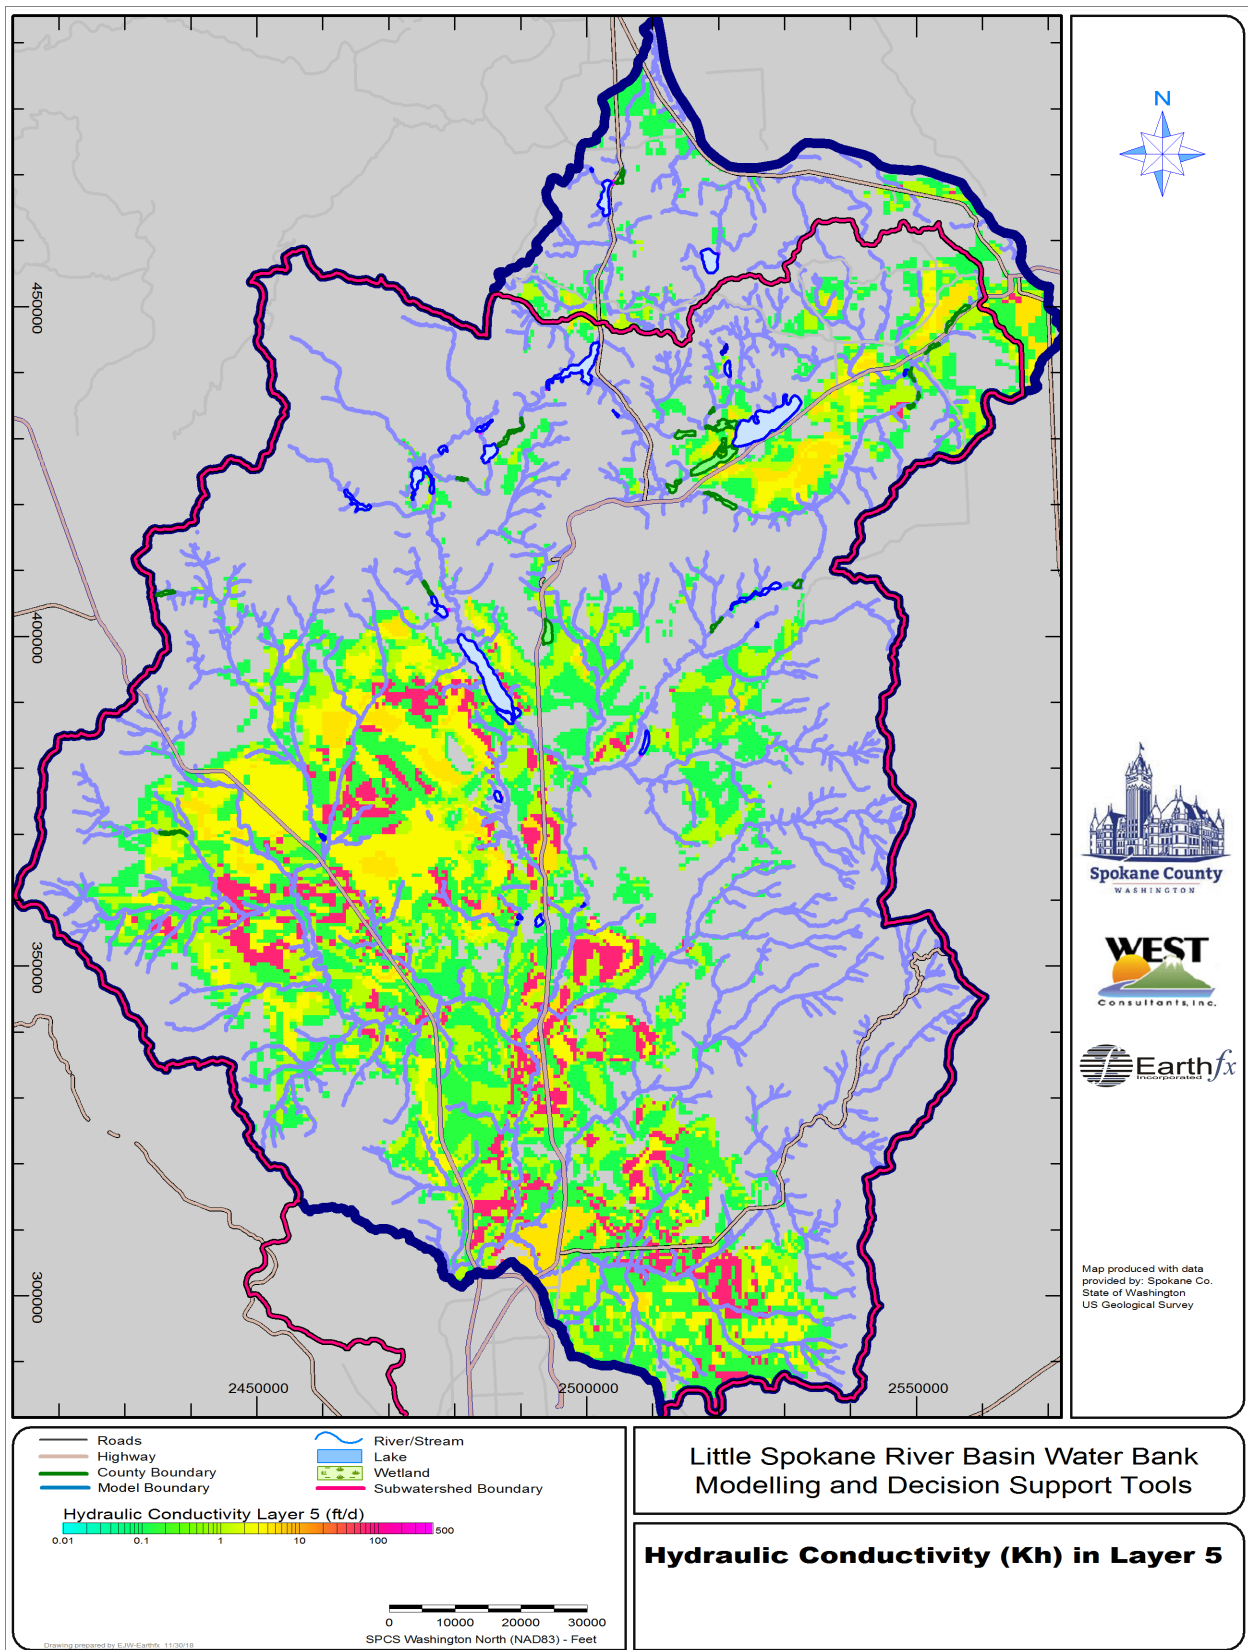 N
450000
400000
350000
300000
2450000
2500000
2550000
Spokane County
WASHINGTON
WEST
Consultants, Inc.
Earthfx
Incorporated
Map produced with data
provided by: Spokane Co.
State of Washington
US Geological Survey
Roads
Highway
County Boundary
Model Boundary
River/Stream
Lake
Wetland
Subwatershed Boundary
Hydraulic Conductivity Layer 5 (ft/d)
0.01 0.1 1 10 100 500
0 10000 20000 30000
SPCS Washington North (NAD83) - Feet
Drawing prepared by EJW-Earthfx 11/30/18
Little Spokane River Basin Water Bank
Modelling and Decision Support Tools
Hydraulic Conductivity (Kh) in Layer 5